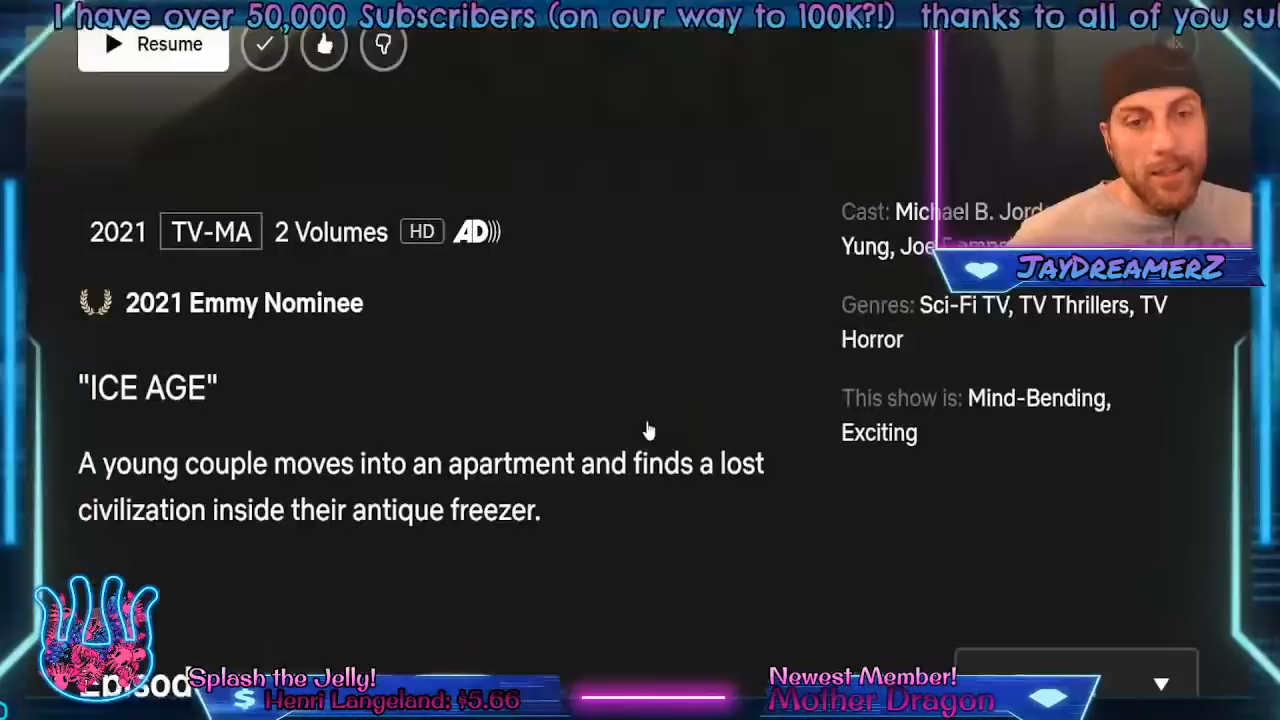 I have over 50,000 Subscribers (on our way to 100K?!) thanks to all of you su
Resume
2021 TV-MA 2 Volumes HD AD
2021 Emmy Nominee
"ICE AGE"
A young couple moves into an apartment and finds a lost
civilization inside their antique freezer.
Cast: Michael B. Jord
Yung, Joe
JayDreamerZ
Genres: Sci-Fi TV, TV Thrillers, TV
Horror
This show is: Mind-Bending,
Exciting
Episod
Splash the Jelly!
$ Henri Langeland: $5.66
Newest Member!
Mother Dragon